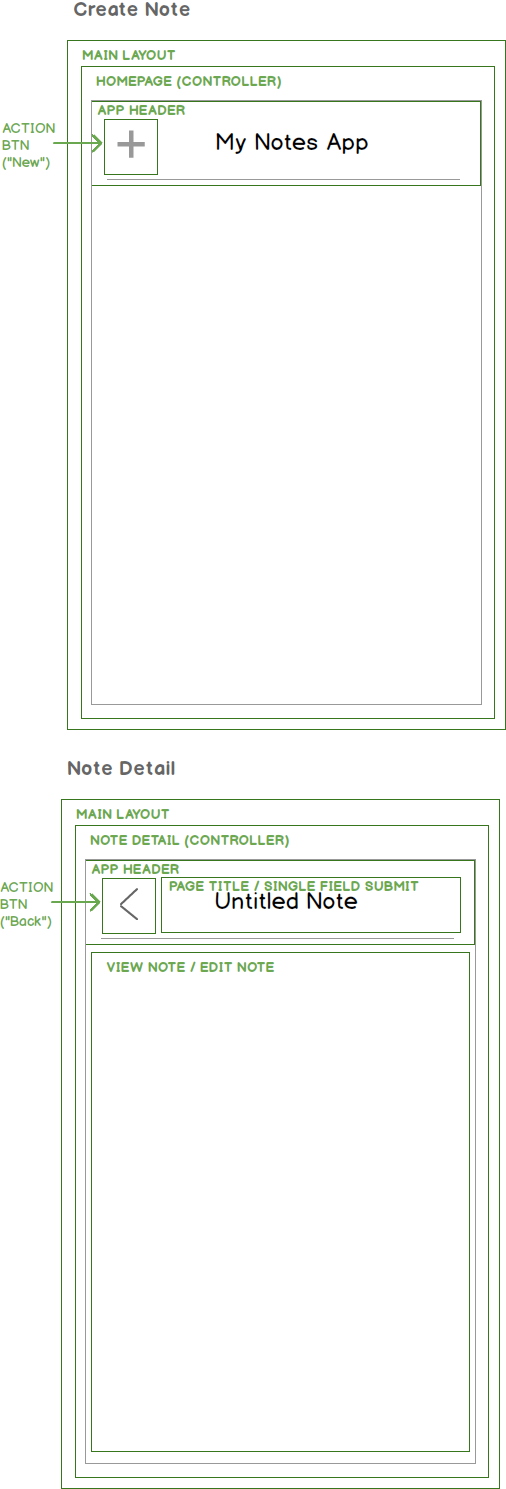 Create Note
MAIN LAYOUT
HOMEPAGE (CONTROLLER)
APP HEADER
ACTION
BTN
("New")
My Notes App
Note Detail
MAIN LAYOUT
NOTE DETAIL (CONTROLLER)
APP HEADER
ACTION
BTN
("Back")
PAGE TITLE / SINGLE FIELD SUBMIT
Untitled Note
VIEW NOTE / EDIT NOTE